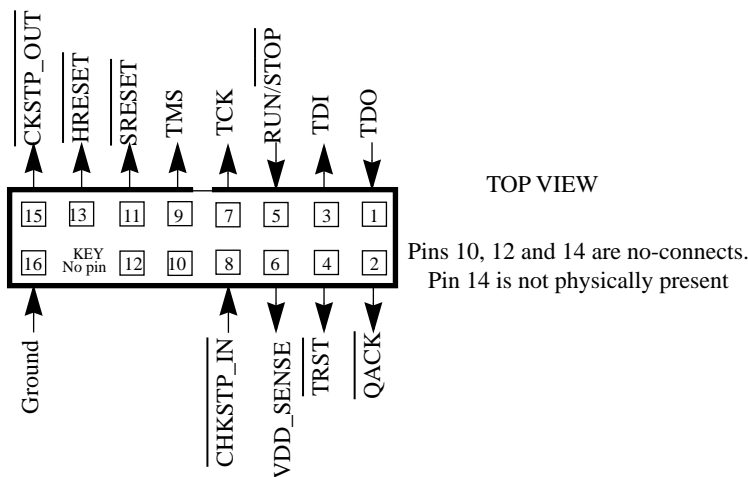 CKSTP_OUT
HRESET
SRESET
TMS
TCK
RUN/STOP
TDI
TDO
15 13 11 9 7 5 3 1
16 KEY No pin 12 10 8 6 4 2
TOP VIEW
Pins 10, 12 and 14 are no-connects.
Pin 14 is not physically present
Ground
CHKSTP_IN
VDD_SENSE
TRST
QACK